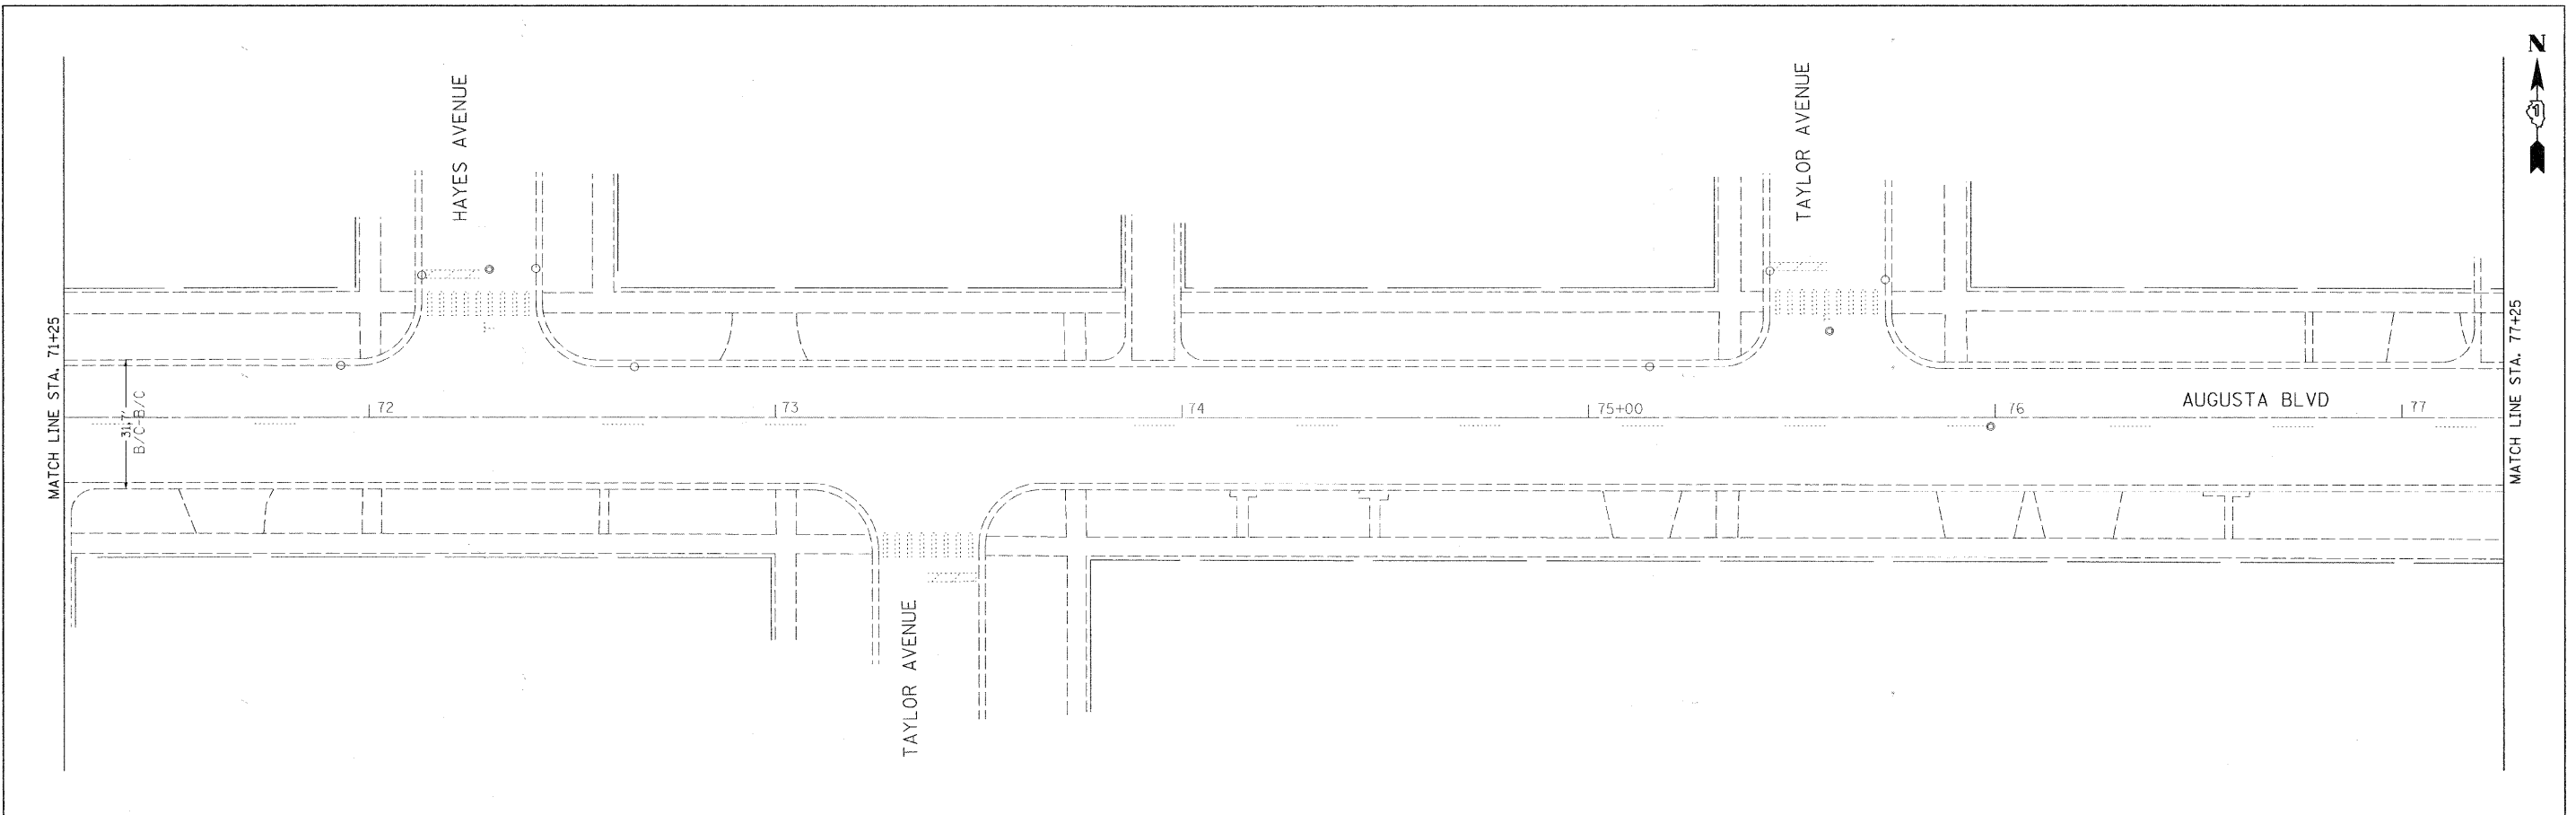 N
HAYES AVENUE
TAYLOR AVENUE
MATCH LINE STA. 71+25
31.7'
B/C-B/C
72
73
74
75+00
76
AUGUSTA BLVD
77
MATCH LINE STA. 77+25
TAYLOR AVENUE